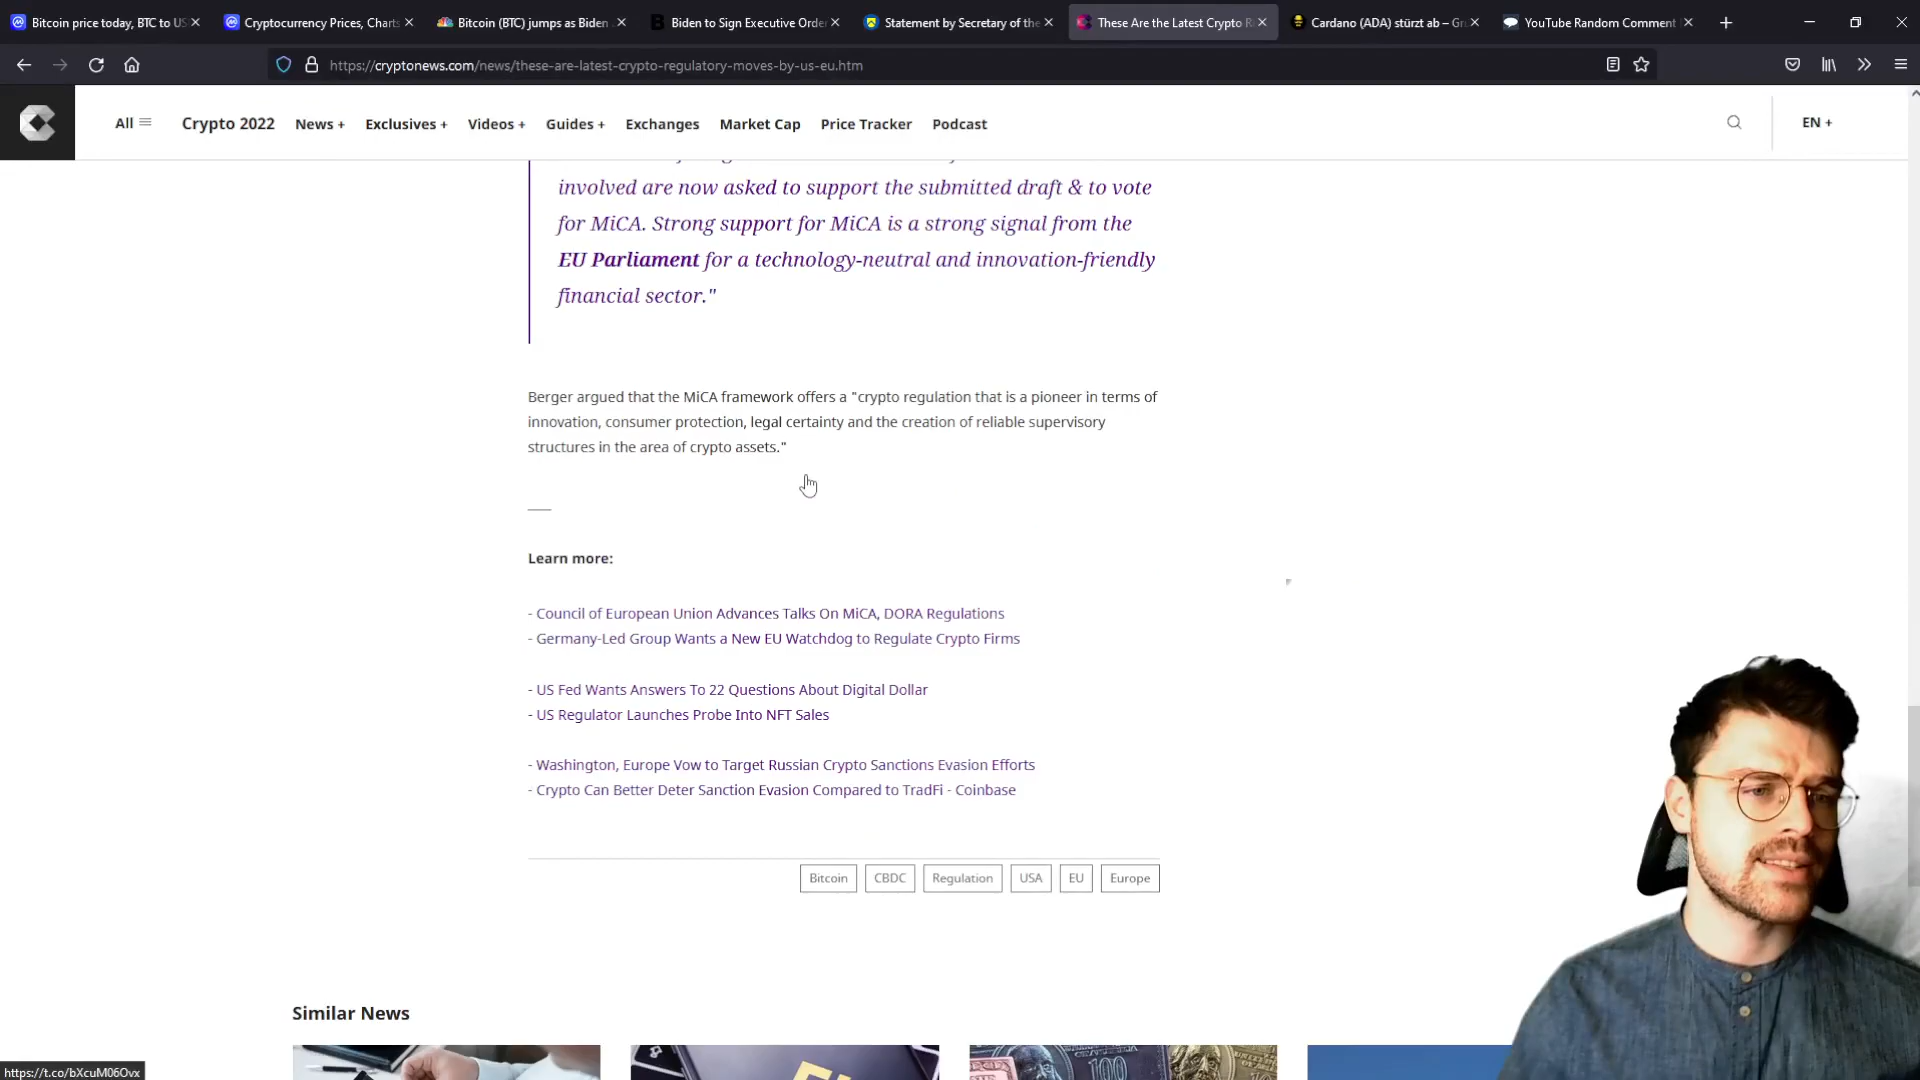 Bitcoin price today, BTC to US
Cryptocurrency Prices, Charts
Bitcoin (BTC) jumps as Biden
Biden to Sign Executive Order
Statement by Secretary of the
These Are the Latest Crypto R
Cardano (ADA) stürzt ab – Gr
YouTube Random Comment
https://cryptonews.com/news/these-are-latest-crypto-regulatory-moves-by-us-eu.htm
All
Crypto 2022
News +
Exclusives +
Videos +
Guides +
Exchanges
Market Cap
Price Tracker
Podcast
EN +
involved are now asked to support the submitted draft & to vote
for MiCA. Strong support for MiCA is a strong signal from the
EU Parliament for a technology-neutral and innovation-friendly
financial sector."
Berger argued that the MiCA framework offers a "crypto regulation that is a pioneer in terms of
innovation, consumer protection, legal certainty and the creation of reliable supervisory
structures in the area of crypto assets."
Learn more:
- Council of European Union Advances Talks On MiCA, DORA Regulations
- Germany-Led Group Wants a New EU Watchdog to Regulate Crypto Firms
- US Fed Wants Answers To 22 Questions About Digital Dollar
- US Regulator Launches Probe Into NFT Sales
- Washington, Europe Vow to Target Russian Crypto Sanctions Evasion Efforts
- Crypto Can Better Deter Sanction Evasion Compared to TradFi - Coinbase
Bitcoin
CBDC
Regulation
USA
EU
Europe
Similar News
100
https://t.co/bXcuM06Ovx